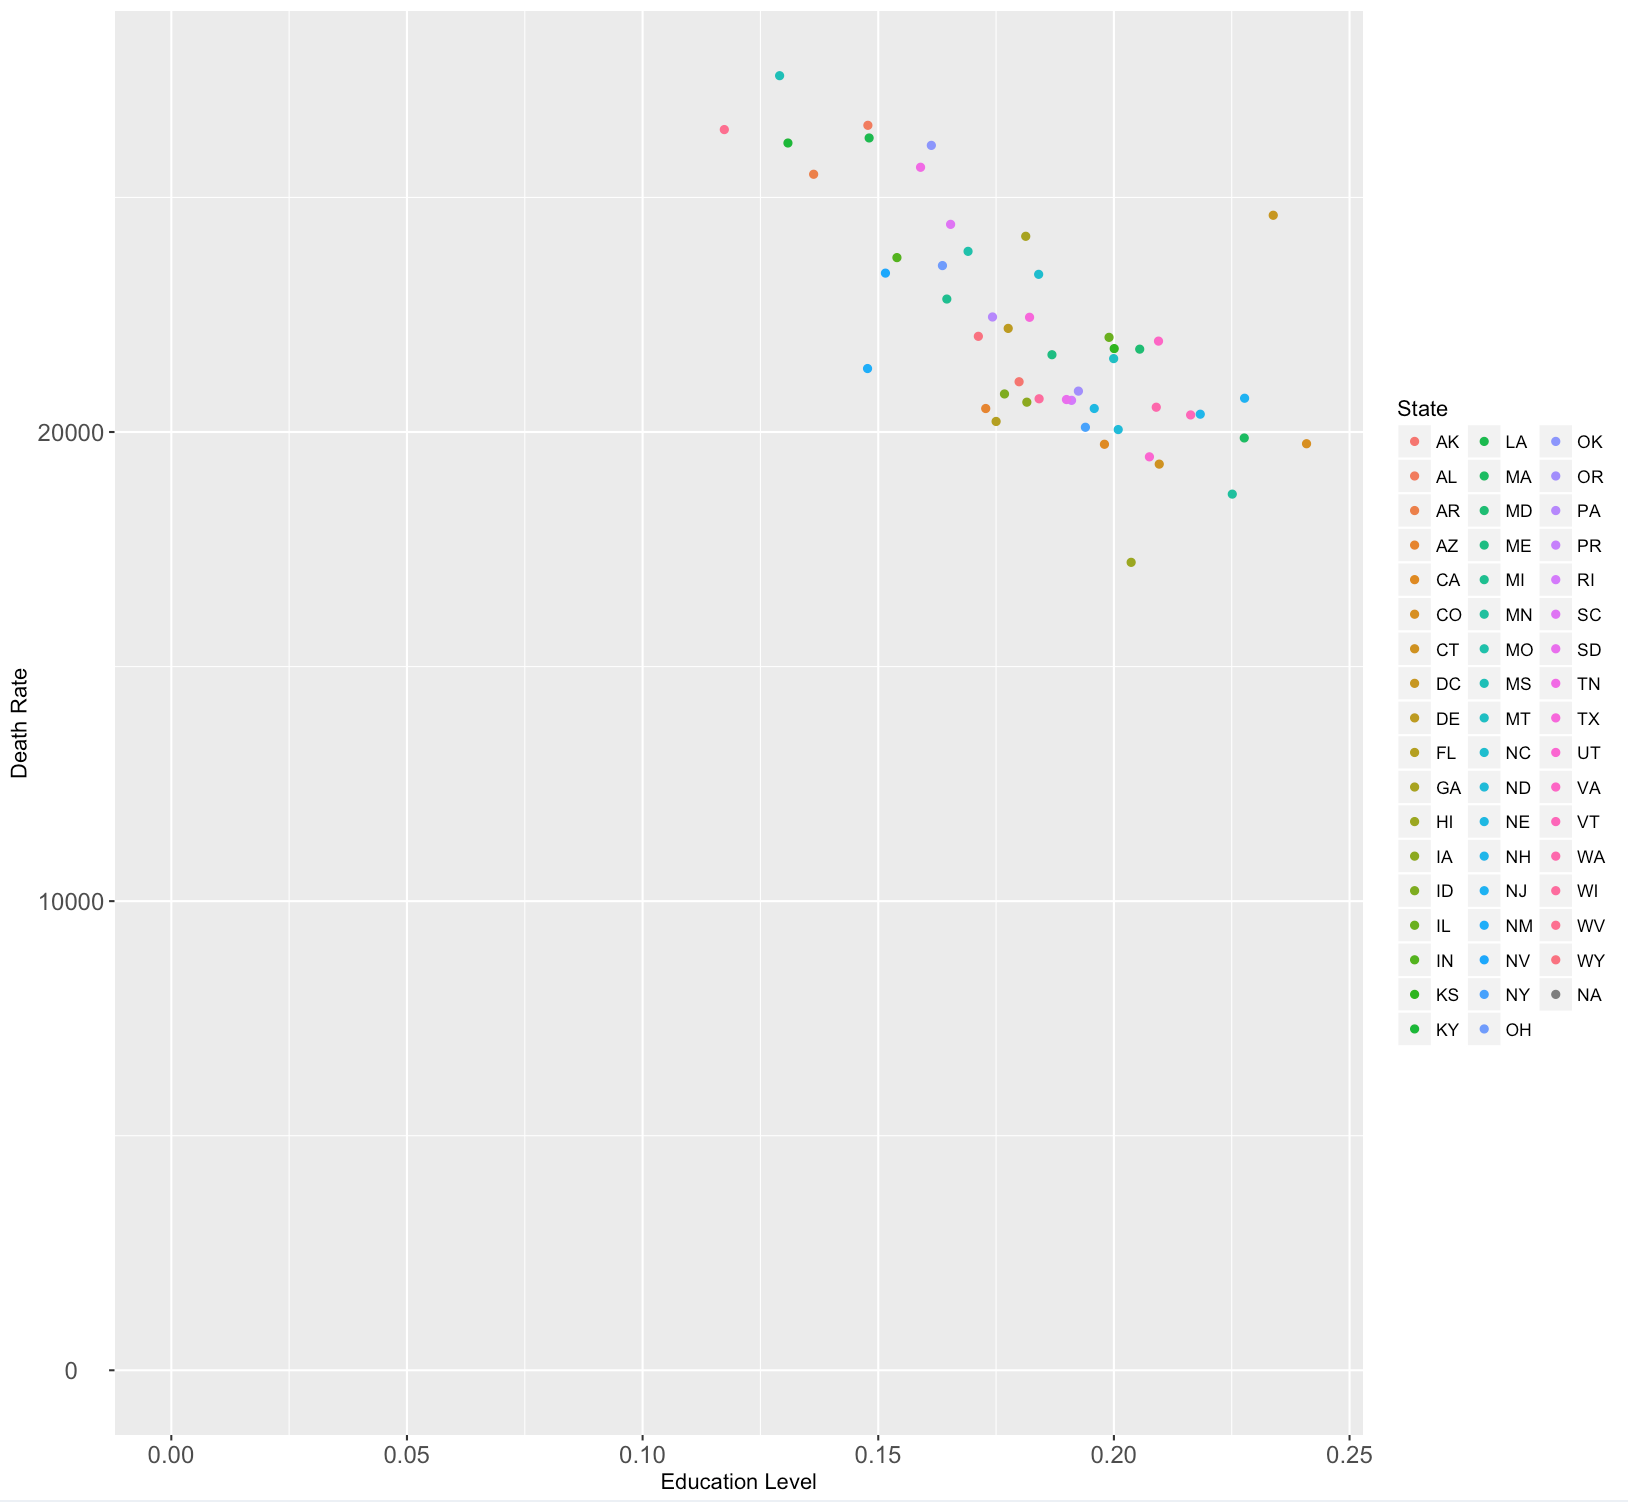 20000
10000
0
Death Rate
0.00 0.05 0.10 0.15 0.20 0.25
Education Level
State
AK LA OK
AL MA OR
AR MD PA
AZ ME PR
CA MI RI
CO MN SC
CT MO SD
DC MS TN
DE MT TX
FL NC UT
GA ND VA
HI NE VT
IA NH WA
ID NJ WI
IL NM WV
IN NV WY
KS NY NA
KY OH